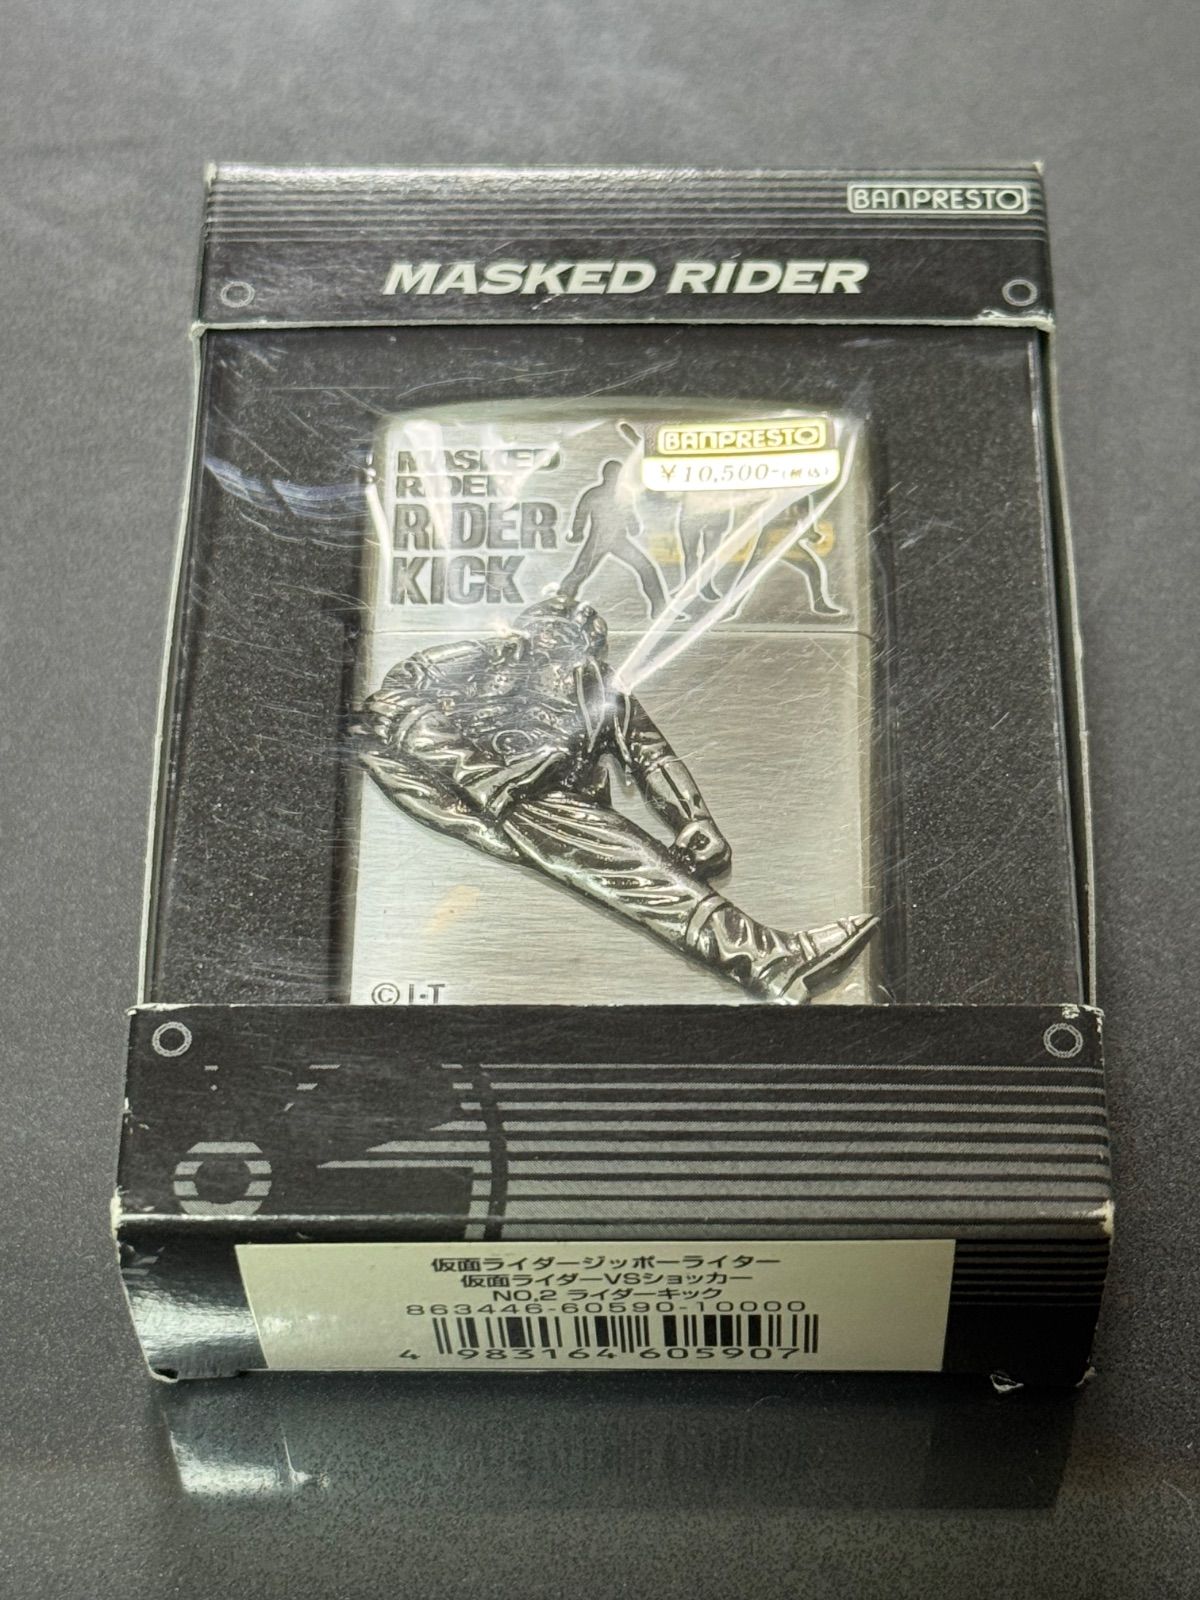 BANPRESTO
MASKED RIDER
MASKED
RIDER
RIDER
KICK
BANPRESTO
¥10,500-(税込)
©I·T
仮面ライダージッポーライター
仮面ライダーVSショッカー
NO,2 ライダーキック
863446-60590-10000
4 983164 605907